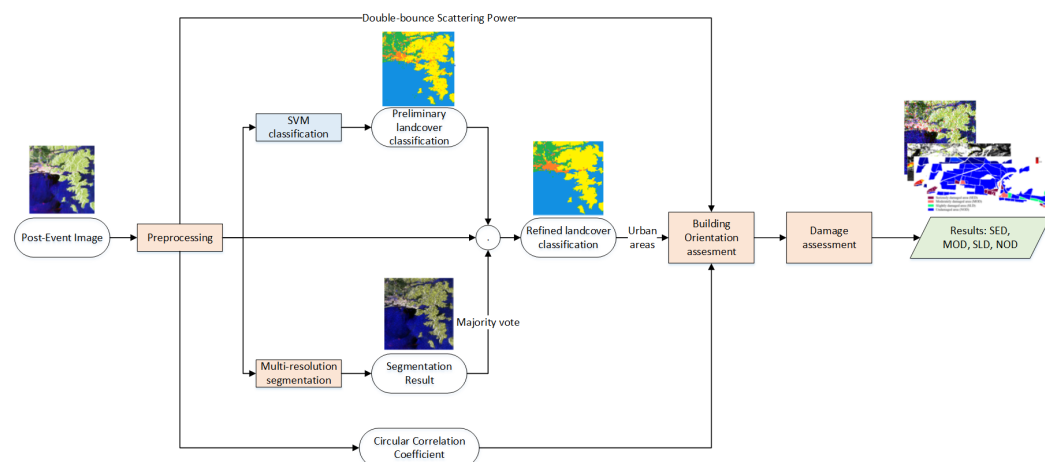 Double-bounce Scattering Power
SVM
classification
Preliminary
landcover
classification
Post-Event Image
Preprocessing
.
Refined landcover
classification
Urban
areas
Building
Orientation
assesment
Damage
assessment
Results: SED,
MOD, SLD, NOD
Majority vote
Multi-resolution
segmentation
Segmentation
Result
Circular Correlation
Coefficient